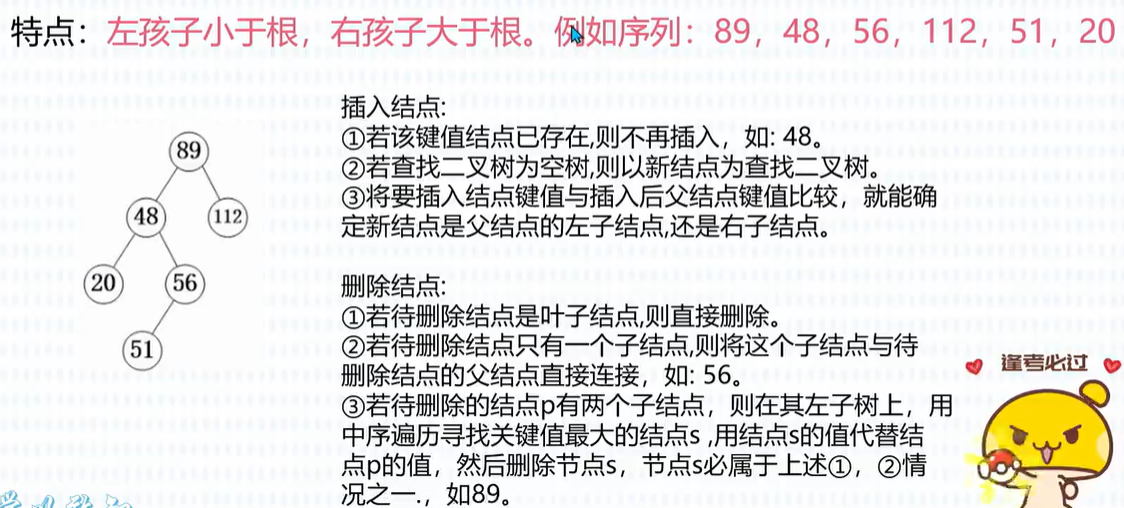 特点：左孩子小于根，右孩子大于根。例如序列：89，48，56，112，51，20
插入结点:
①若该键值结点已存在,则不再插入，如: 48。
②若查找二叉树为空树,则以新结点为查找二叉树。
③将要插入结点键值与插入后父结点键值比较，就能确
定新结点是父结点的左子结点,还是右子结点。
89
48
112
20
56
51
删除结点:
①若待删除结点是叶子结点,则直接删除。
②若待删除结点只有一个子结点,则将这个子结点与待
删除结点的父结点直接连接，如: 56。
③若待删除的结点p有两个子结点，则在其左子树上，用
中序遍历寻找关键值最大的结点s ,用结点s的值代替结
点p的值，然后删除节点s，节点s必属于上述①，②情
况之一.，如89。
逢考必过